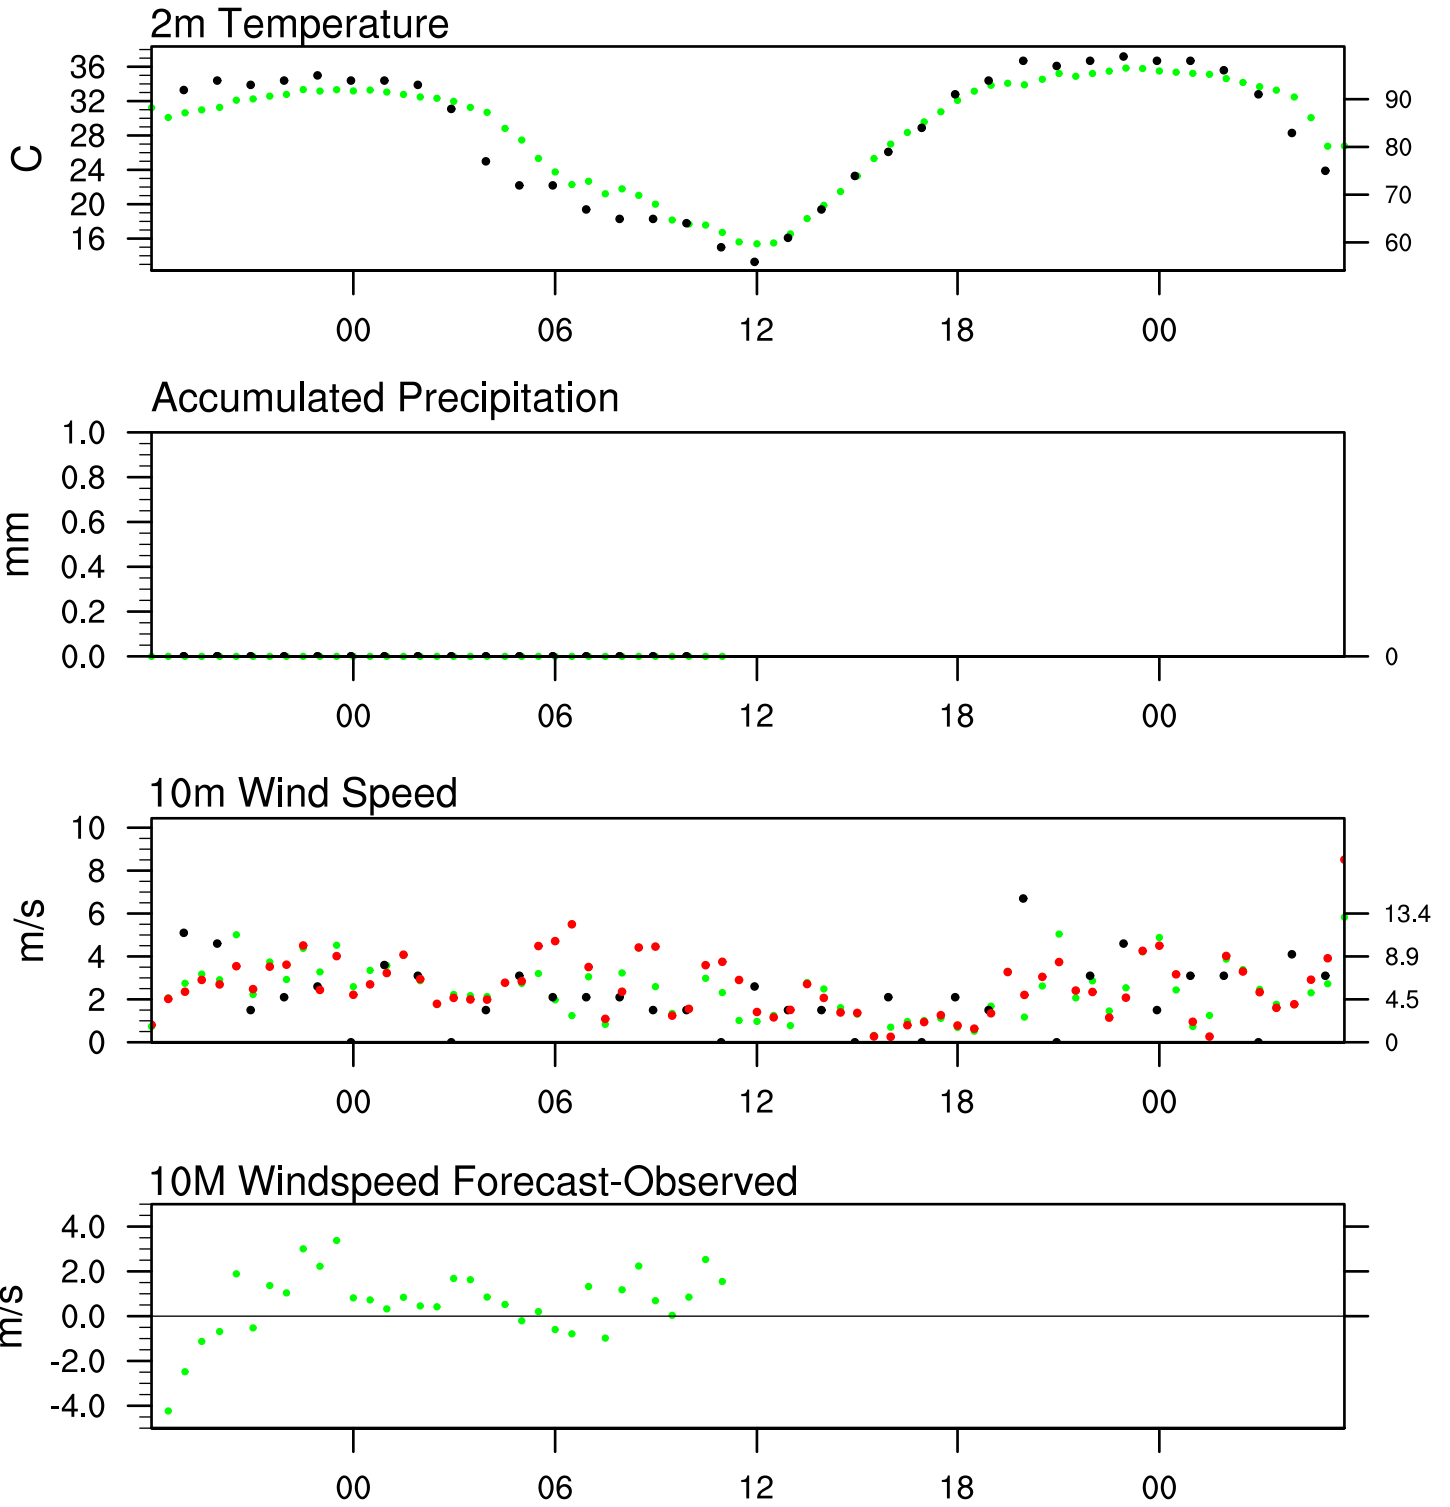 2m Temperature
36
32
28
24
20
16
C
90
80
70
60
00 06 12 18 00
Accumulated Precipitation
1.0
0.8
0.6
0.4
0.2
0.0
mm
0
00 06 12 18 00
10m Wind Speed
10
8
6
4
2
0
m/s
13.4
8.9
4.5
0
00 06 12 18 00
10M Windspeed Forecast-Observed
4.0
2.0
0.0
-2.0
-4.0
m/s
00 06 12 18 00